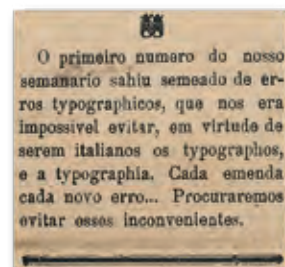 O primeiro numero do nosso
semanario sahiu semeado de er-
ros typographicos, que nos era
impossivel evitar, em virtude de
serem italianos os typographos,
e a typographia. Cada emenda
cada novo erro... Procuraremos
evitar esses inconvenientes.